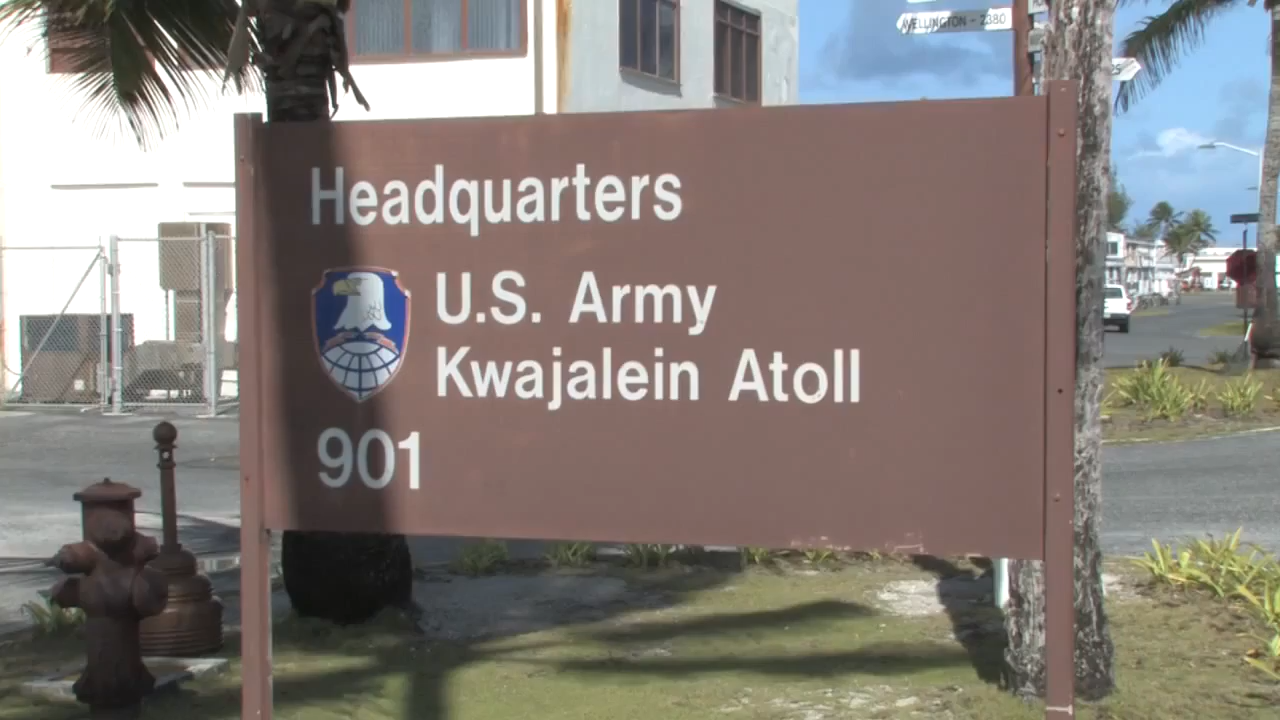 WELLINGTON - 2380
Headquarters
U.S. Army
Kwajalein Atoll
901